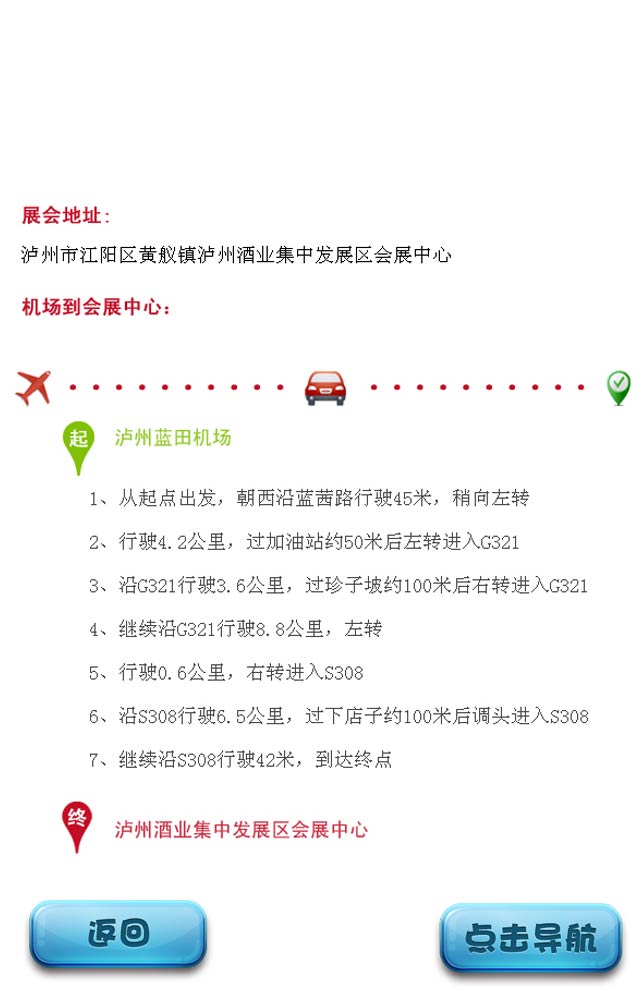 展会地址:
泸州市江阳区黄舣镇泸州酒业集中发展区会展中心
机场到会展中心:
起 泸州蓝田机场
1、从起点出发，朝西沿蓝茜路行驶45米，稍向左转
2、行驶4.2公里，过加油站约50米后左转进入G321
3、沿G321行驶3.6公里，过珍子坡约100米后右转进入G321
4、继续沿G321行驶8.8公里，左转
5、行驶0.6公里，右转进入S308
6、沿S308行驶6.5公里，过下店子约100米后调头进入S308
7、继续沿S308行驶42米，到达终点
终 泸州酒业集中发展区会展中心
返回 点击导航